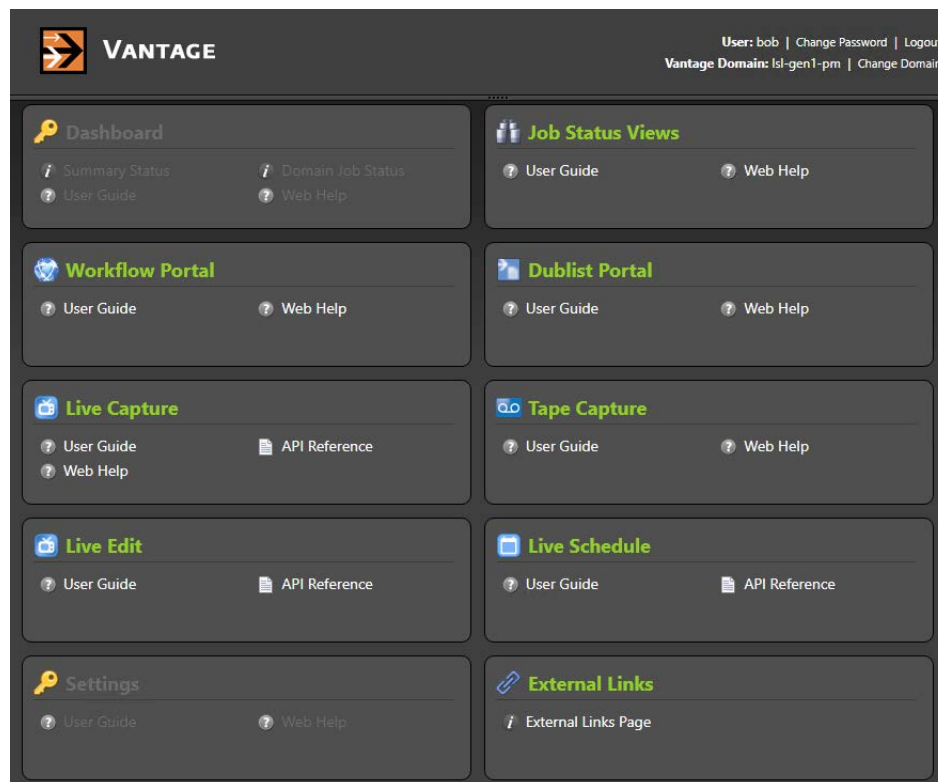 VANTAGE
User: bob | Change Password | Logout
Vantage Domain: lsl-gen1-pm | Change Domain
Dashboard
Summary Status Domain Job Status
User Guide Web Help
Job Status Views
User Guide Web Help
Workflow Portal
User Guide Web Help
Dublist Portal
User Guide Web Help
Live Capture
User Guide API Reference
Web Help
Tape Capture
User Guide Web Help
Live Edit
User Guide API Reference
Live Schedule
User Guide API Reference
Settings
User Guide Web Help
External Links
External Links Page